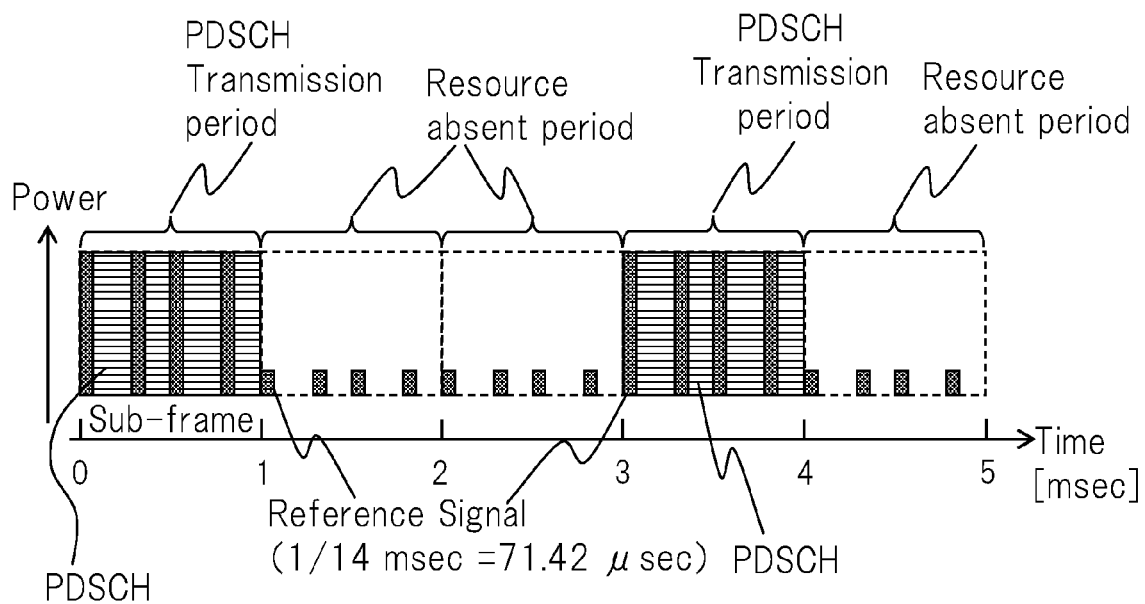 PDSCH
Transmission
period
Resource
absent period
PDSCH
Transmission
period
Resource
absent period
Power
Sub-frame
0
1
2
3
4
5
Time
[msec]
Reference Signal
(1/14 msec =71.42 μsec)
PDSCH
PDSCH